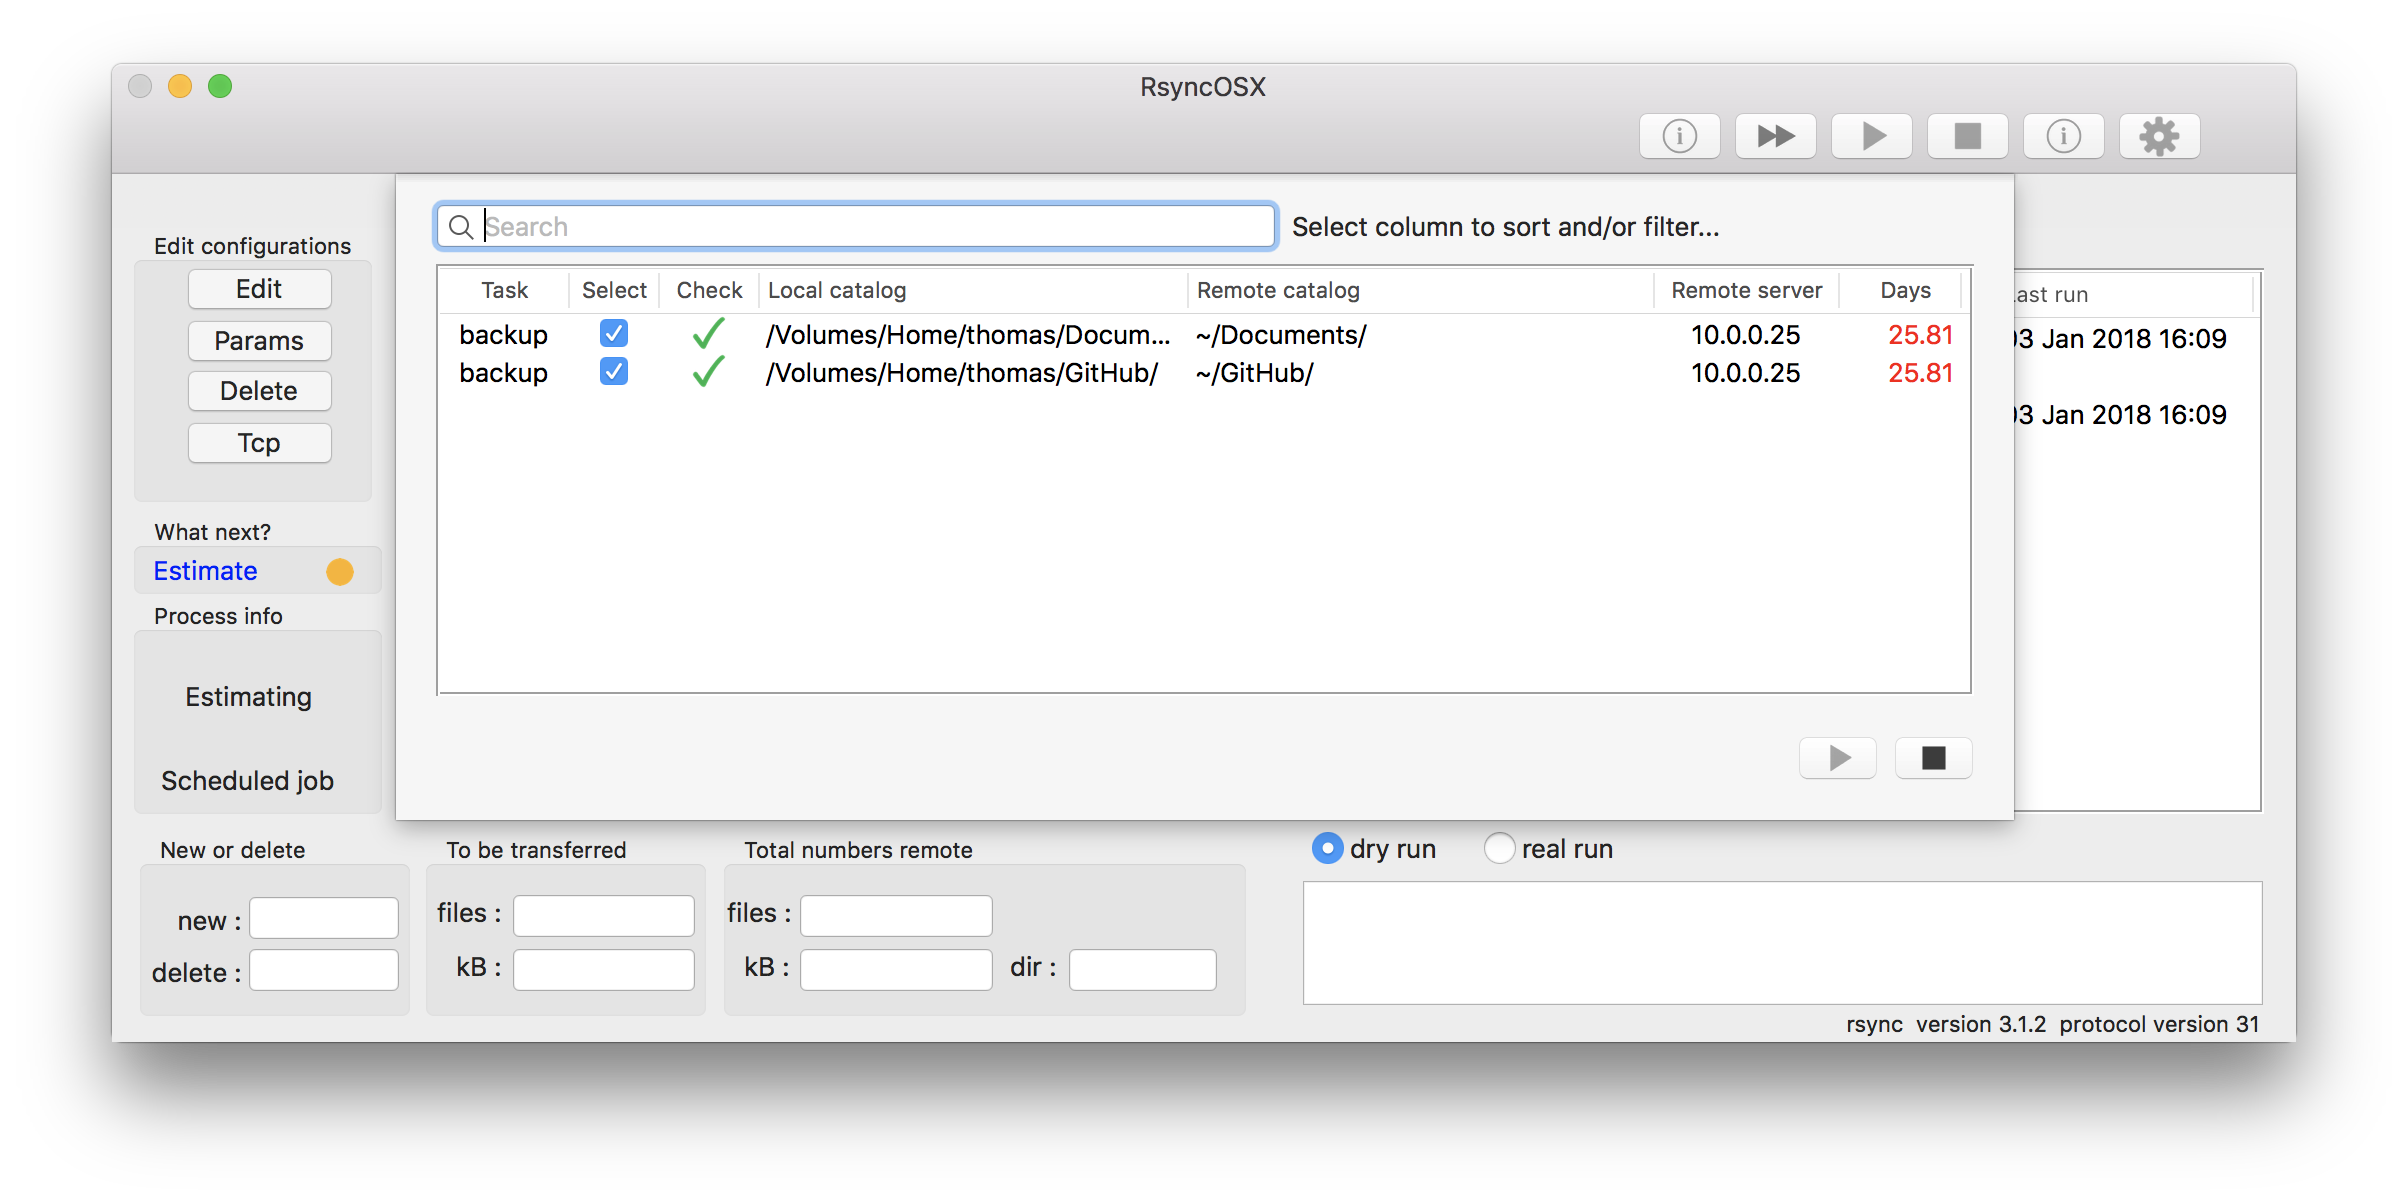 RsyncOSX
Search
Select column to sort and/or filter...
Edit configurations
Edit
Params
Delete
Tcp
Task Select Check Local catalog Remote catalog Remote server Days
backup /Volumes/Home/thomas/Docum... ~/Documents/ 10.0.0.25 25.81
backup /Volumes/Home/thomas/GitHub/ ~/GitHub/ 10.0.0.25 25.81
run
Jan 2018 16:09
Jan 2018 16:09
What next?
Estimate
Process info
Estimating
Scheduled job
New or delete
new :
delete :
To be transferred
files :
kB :
Total numbers remote
files :
kB :
dir :
dry run real run
rsync version 3.1.2 protocol version 31